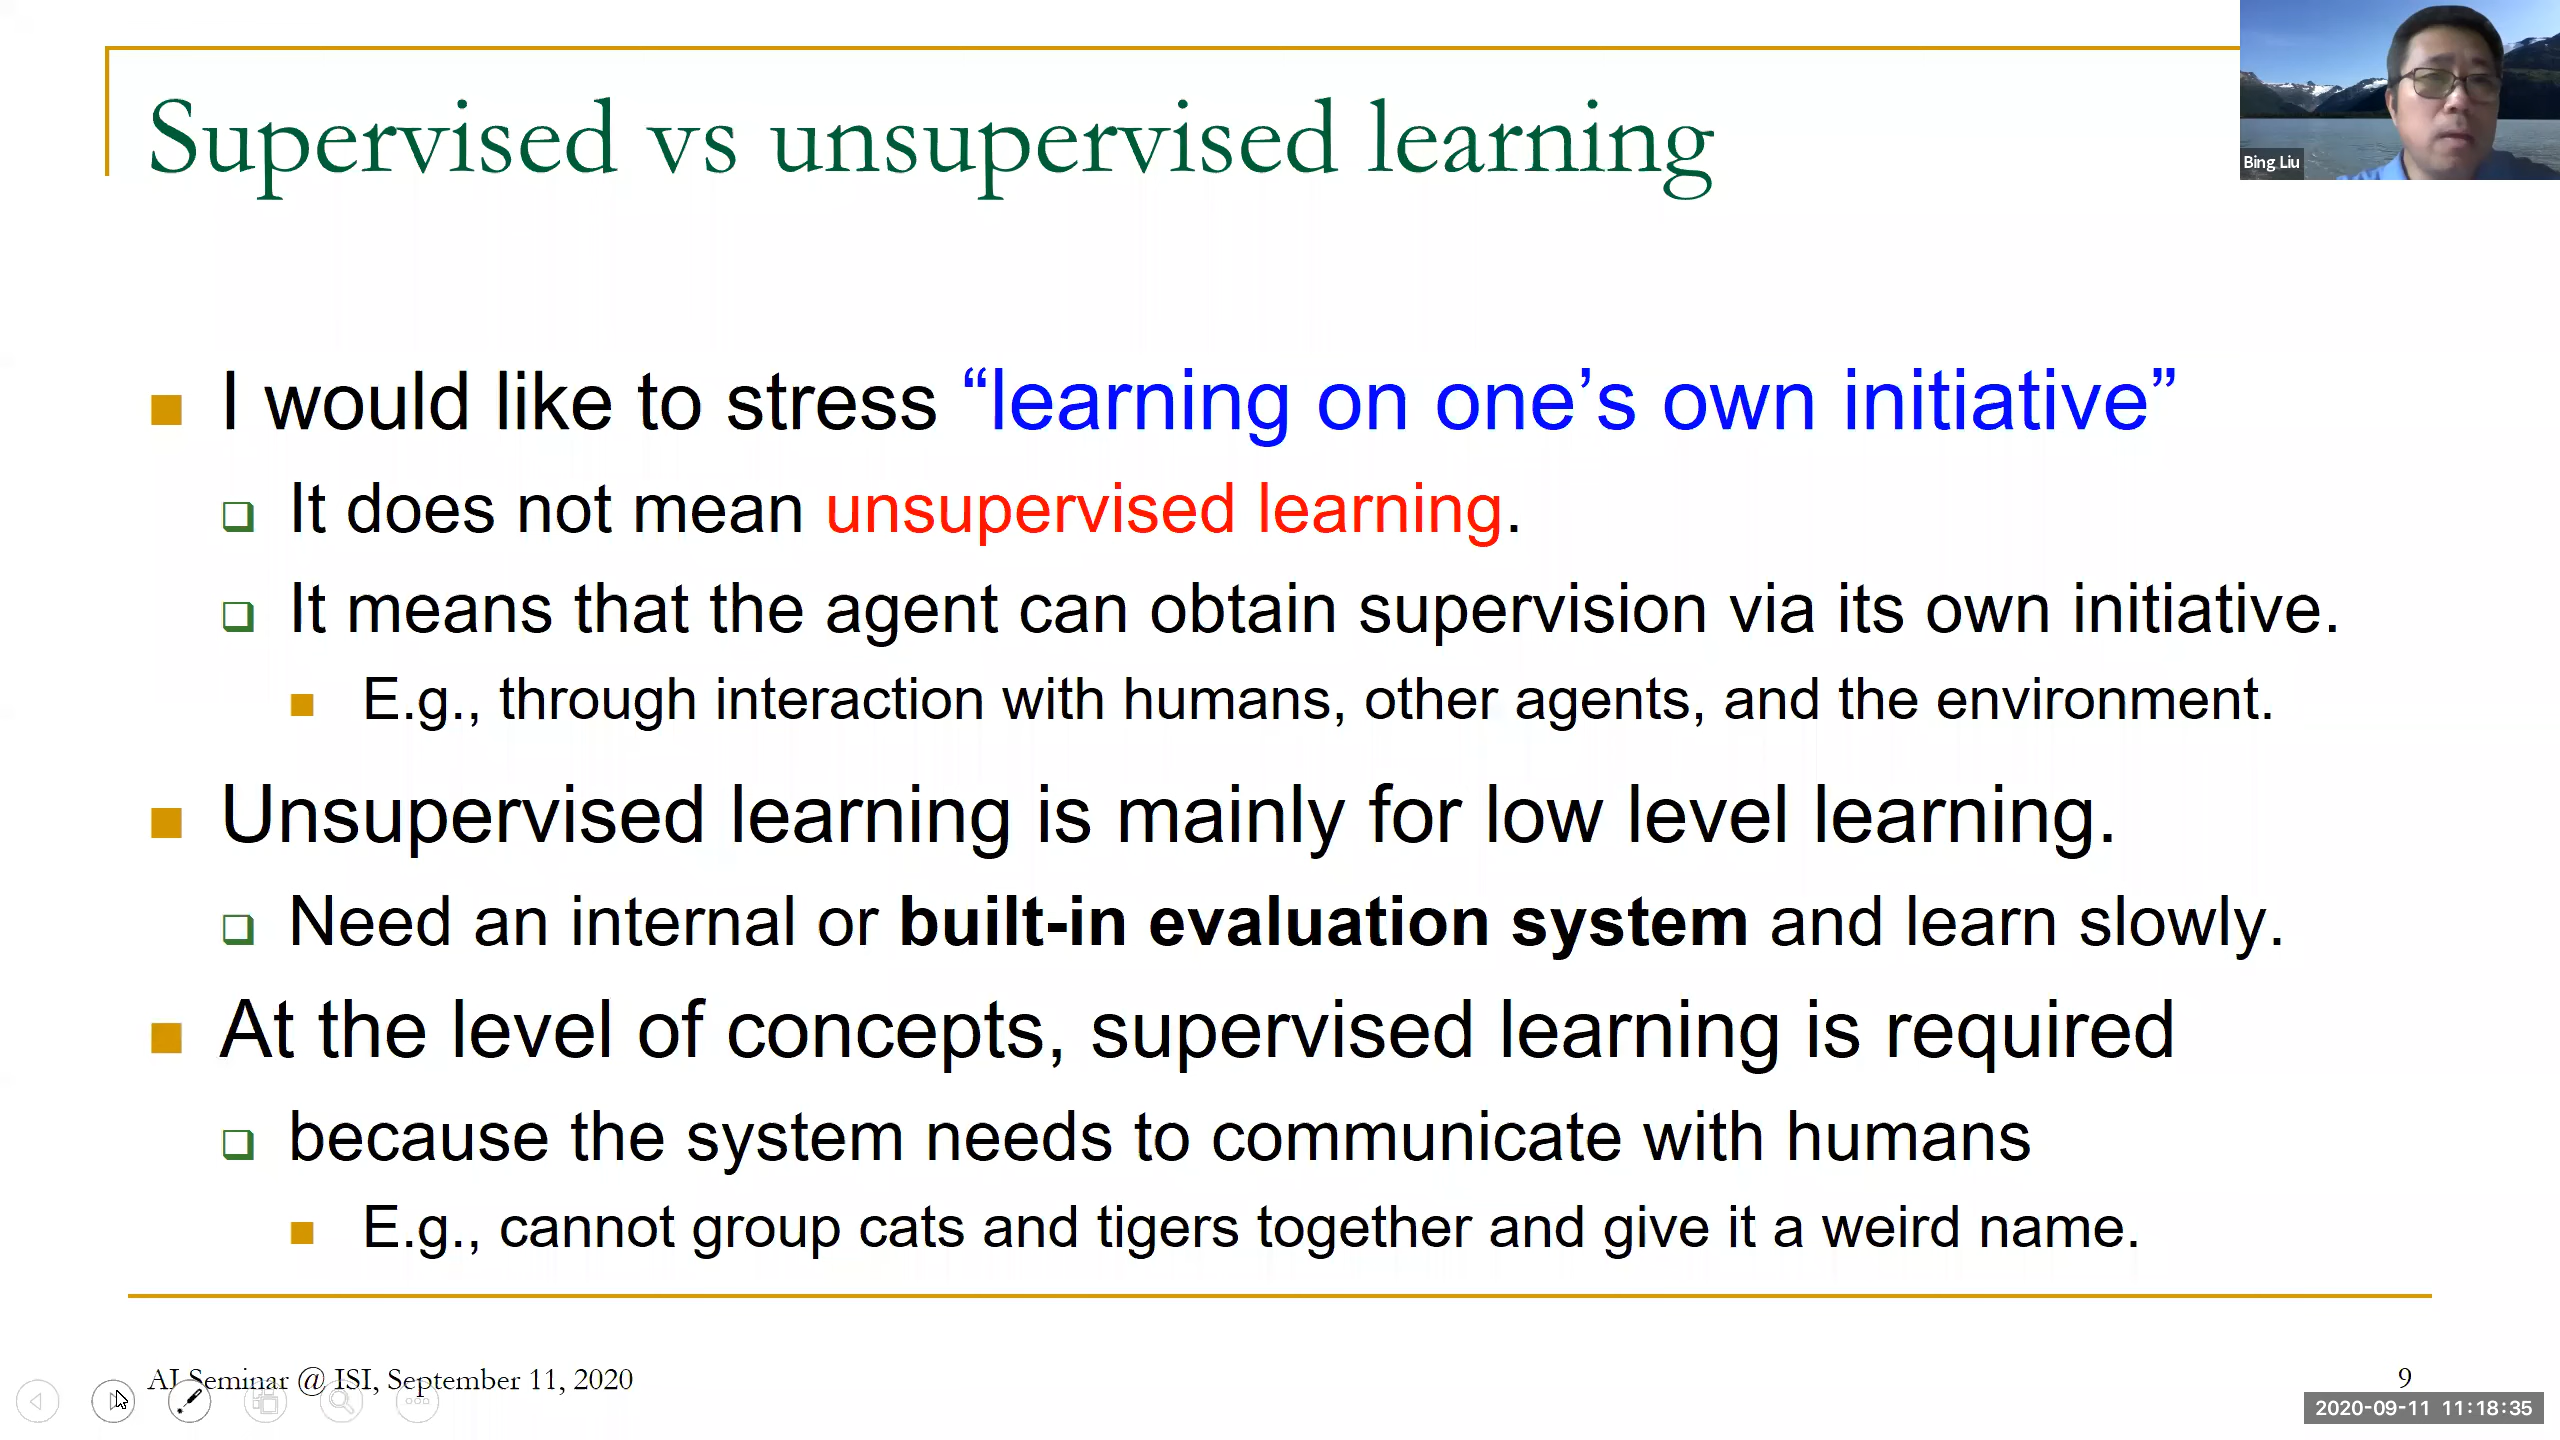 Supervised vs unsupervised learning
Bing Liu
I would like to stress “learning on one’s own initiative”
It does not mean unsupervised learning.
It means that the agent can obtain supervision via its own initiative.
E.g., through interaction with humans, other agents, and the environment.
Unsupervised learning is mainly for low level learning.
Need an internal or built-in evaluation system and learn slowly.
At the level of concepts, supervised learning is required
because the system needs to communicate with humans
E.g., cannot group cats and tigers together and give it a weird name.
AI Seminar @ ISI, September 11, 2020
9
2020-09-11 11:18:35